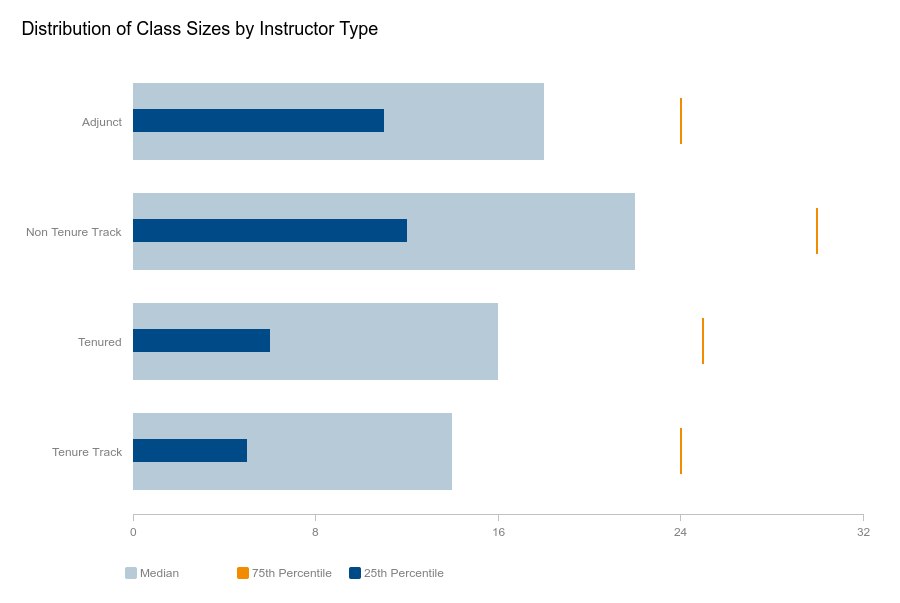 Distribution of Class Sizes by Instructor Type
Adjunct
Non Tenure Track
Tenured
Tenure Track
0 8 16 24 32
Median 75th Percentile 25th Percentile